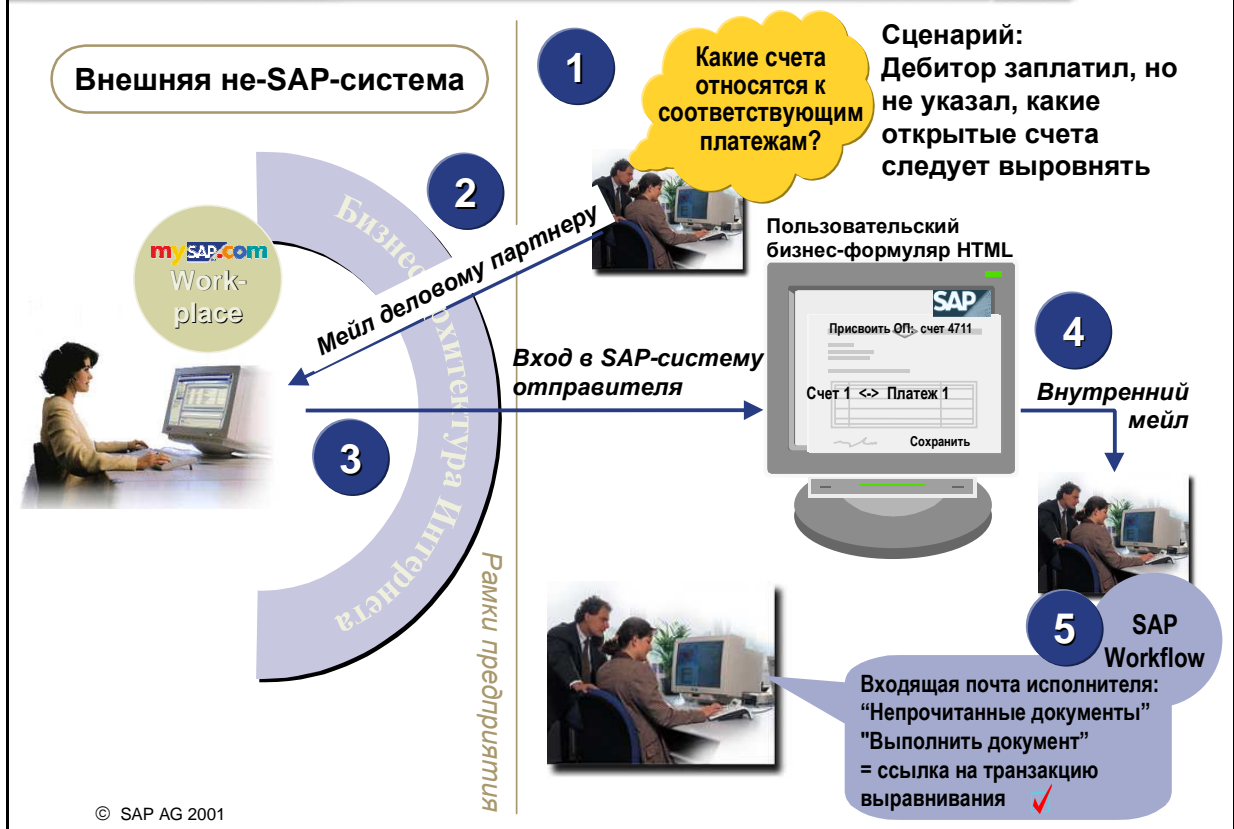 Внешняя не-SAP-система
1
Какие счета
относятся к
соответствующим
платежам?
Сценарий:
Дебитор заплатил, но
не указал, какие
открытые счета
следует выровнять
2
mySAP.com
Work-
place
Мейл деловому партнеру
Пользовательский
бизнес-формуляр HTML
SAP
Присвоить ОП: счет 4711
Счет 1 <-> Платеж 1
Сохранить
Вход в SAP-систему
отправителя
3
4
Внутренний
мейл
Рамки предприятия
5
SAP
Workflow
Входящая почта исполнителя:
“Непрочитанные документы”
"Выполнить документ”
= ссылка на транзакцию
выравнивания
© SAP AG 2001